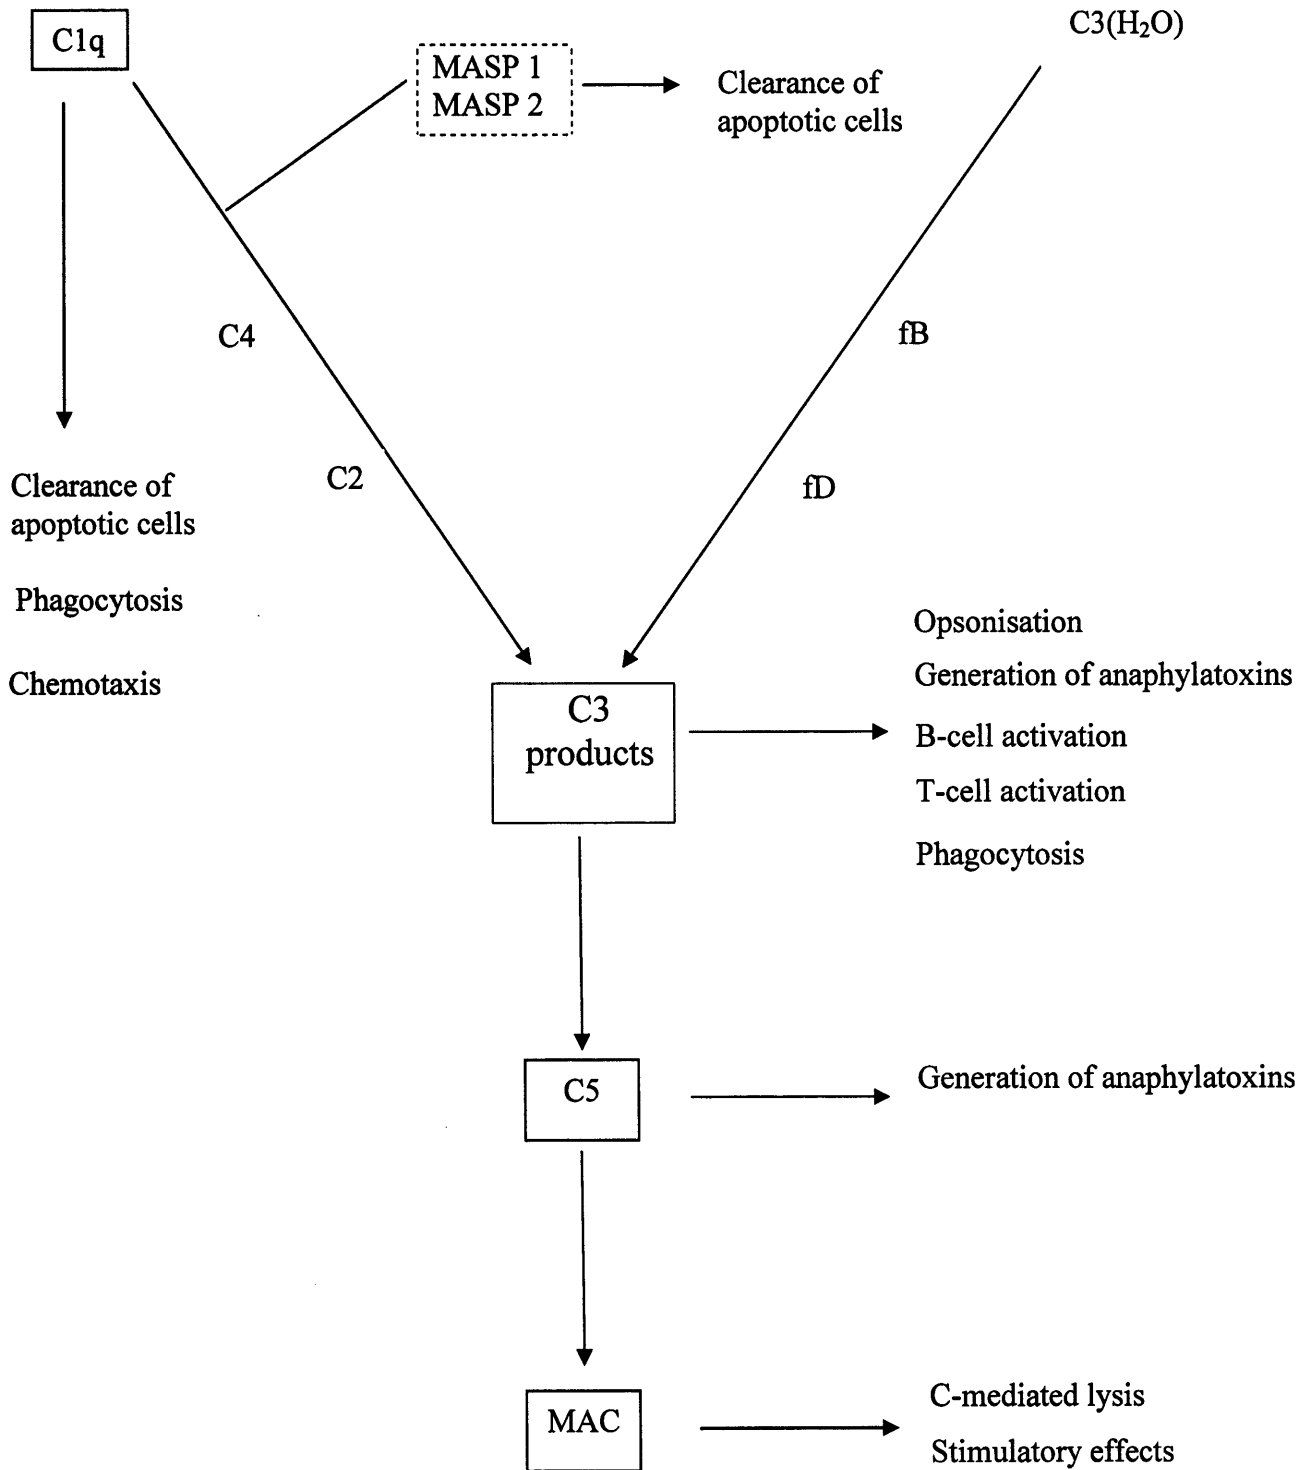 C1q
MASP 1
MASP 2
Clearance of
apoptotic cells
C3(H₂O)
C4
fB
C2
fD
Clearance of
apoptotic cells
Phagocytosis
Chemotaxis
C3
products
Opsonisation
Generation of anaphylatoxins
B-cell activation
T-cell activation
Phagocytosis
C5
Generation of anaphylatoxins
MAC
C-mediated lysis
Stimulatory effects